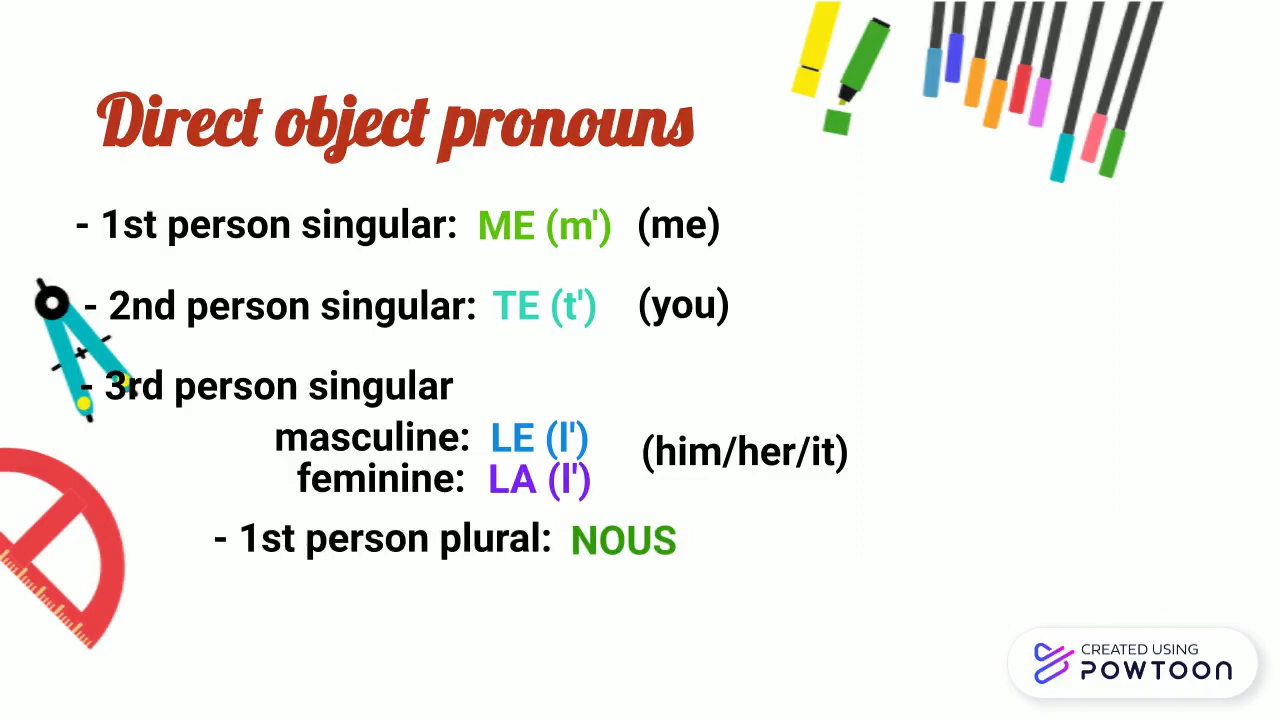 Direct object pronouns
- 1st person singular: ME (m') (me)
- 2nd person singular: TE (t') (you)
- 3rd person singular
masculine: LE (l')
(him/her/it)
feminine: LA (l')
- 1st person plural: NOUS
CREATED USING
POWTOON